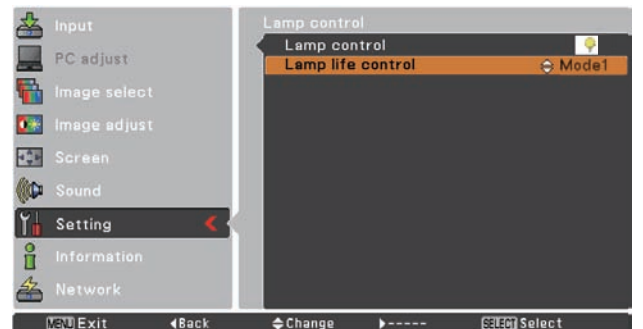 Input
PC adjust
Image select
Image adjust
Screen
Sound
Setting
Information
Network
Lamp control
Lamp control
Lamp life control Mode1
MENU Exit Back Change ----- SELECT Select